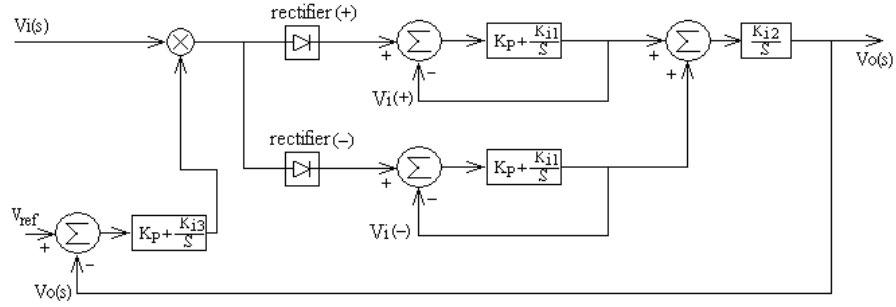 rectifier (+)
Vi(s)
+
Σ
−
Kp + Ki1/S
+
Σ
+
Ki2/S
Vo(s)
Vi (+)
rectifier (−)
+
Σ
−
Kp + Ki1/S
Vi (−)
Vref
+
Σ
−
Kp + Ki3/S
Vo(s)